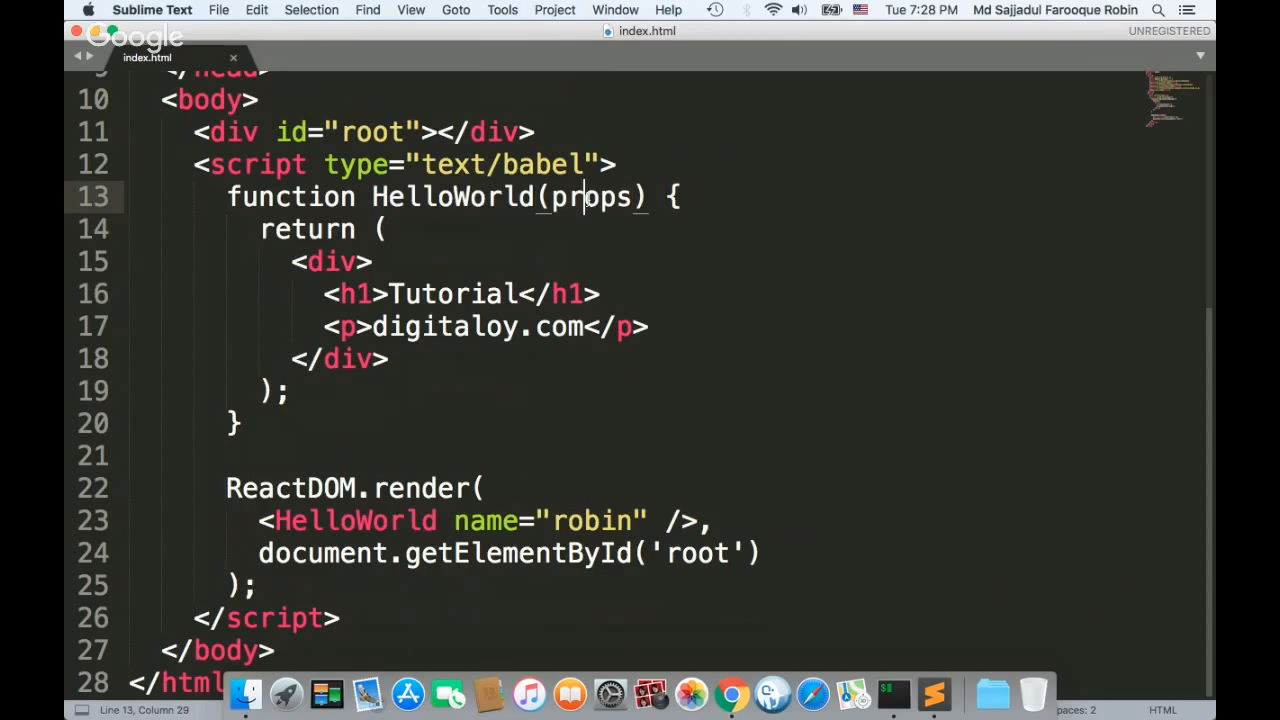 Sublime Text File Edit Selection Find View Goto Tools Project Window Help Tue 7:28 PM Md Sajjadul Farooque Robin
Google
index.html
UNREGISTERED
index.html
9 </head>
10 <body>
11 <div id="root"></div>
12 <script type="text/babel">
13 function HelloWorld(props) {
14 return (
15 <div>
16 <h1>Tutorial</h1>
17 <p>digitaloy.com</p>
18 </div>
19 );
20 }
21
22 ReactDOM.render(
23 <HelloWorld name="robin" />,
24 document.getElementById('root')
25 );
26 </script>
27 </body>
28 </html
Line 13, Column 29
paces: 2
HTML